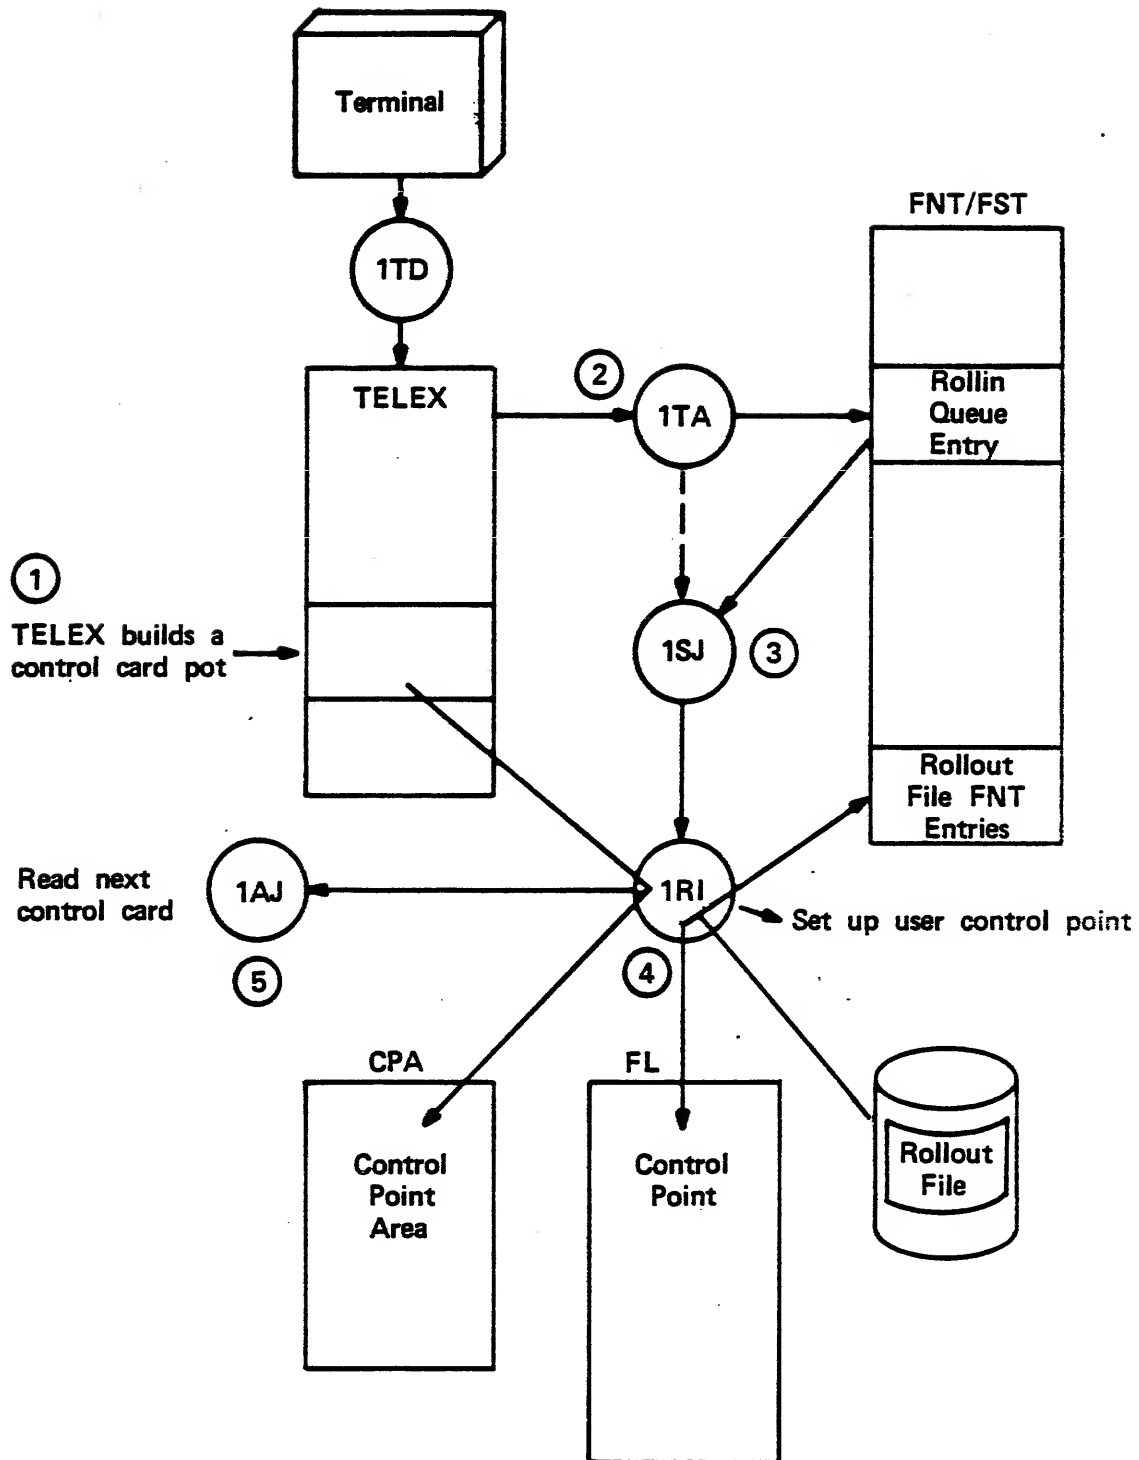 Terminal
1TD
FNT/FST
TELEX
2
1TA
Rollin
Queue
Entry
1
TELEX builds a
control card pot
1SJ
3
Rollout
File FNT
Entries
Read next
control card
1AJ
1RI
Set up user control point
5
4
CPA
FL
Control
Point
Area
Control
Point
Rollout
File